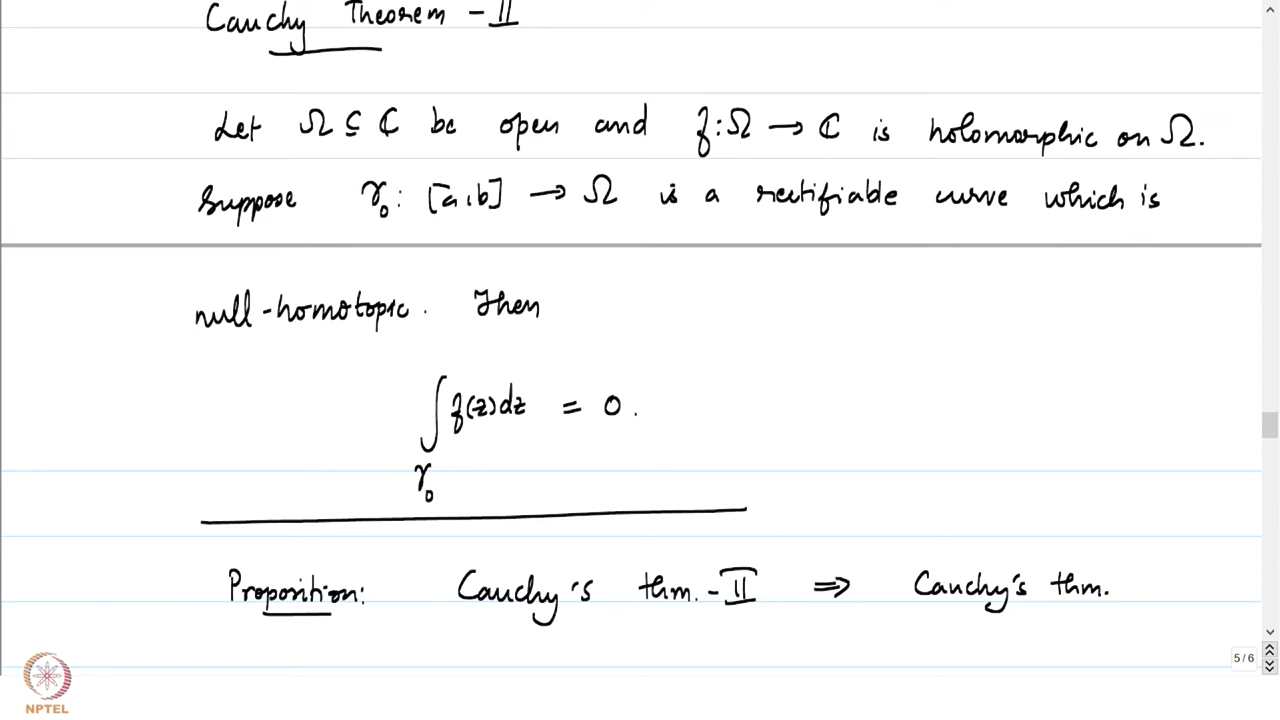 Cauchy Theorem - II
Let Ω ⊆ ℂ be open and f : Ω → ℂ is holomorphic on Ω.
Suppose γ₀ : [a,b] → Ω is a rectifiable curve which is
null-homotopic. Then
∫_γ₀ f(z)dz = 0.
Proposition: Cauchy's thm. - II ⇒ Cauchy's thm.
5 / 6
NPTEL